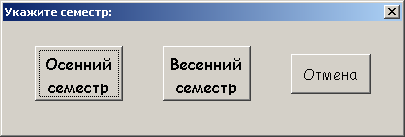 Укажите семестр:
Осенний
семестр
Весенний
семестр
Отмена